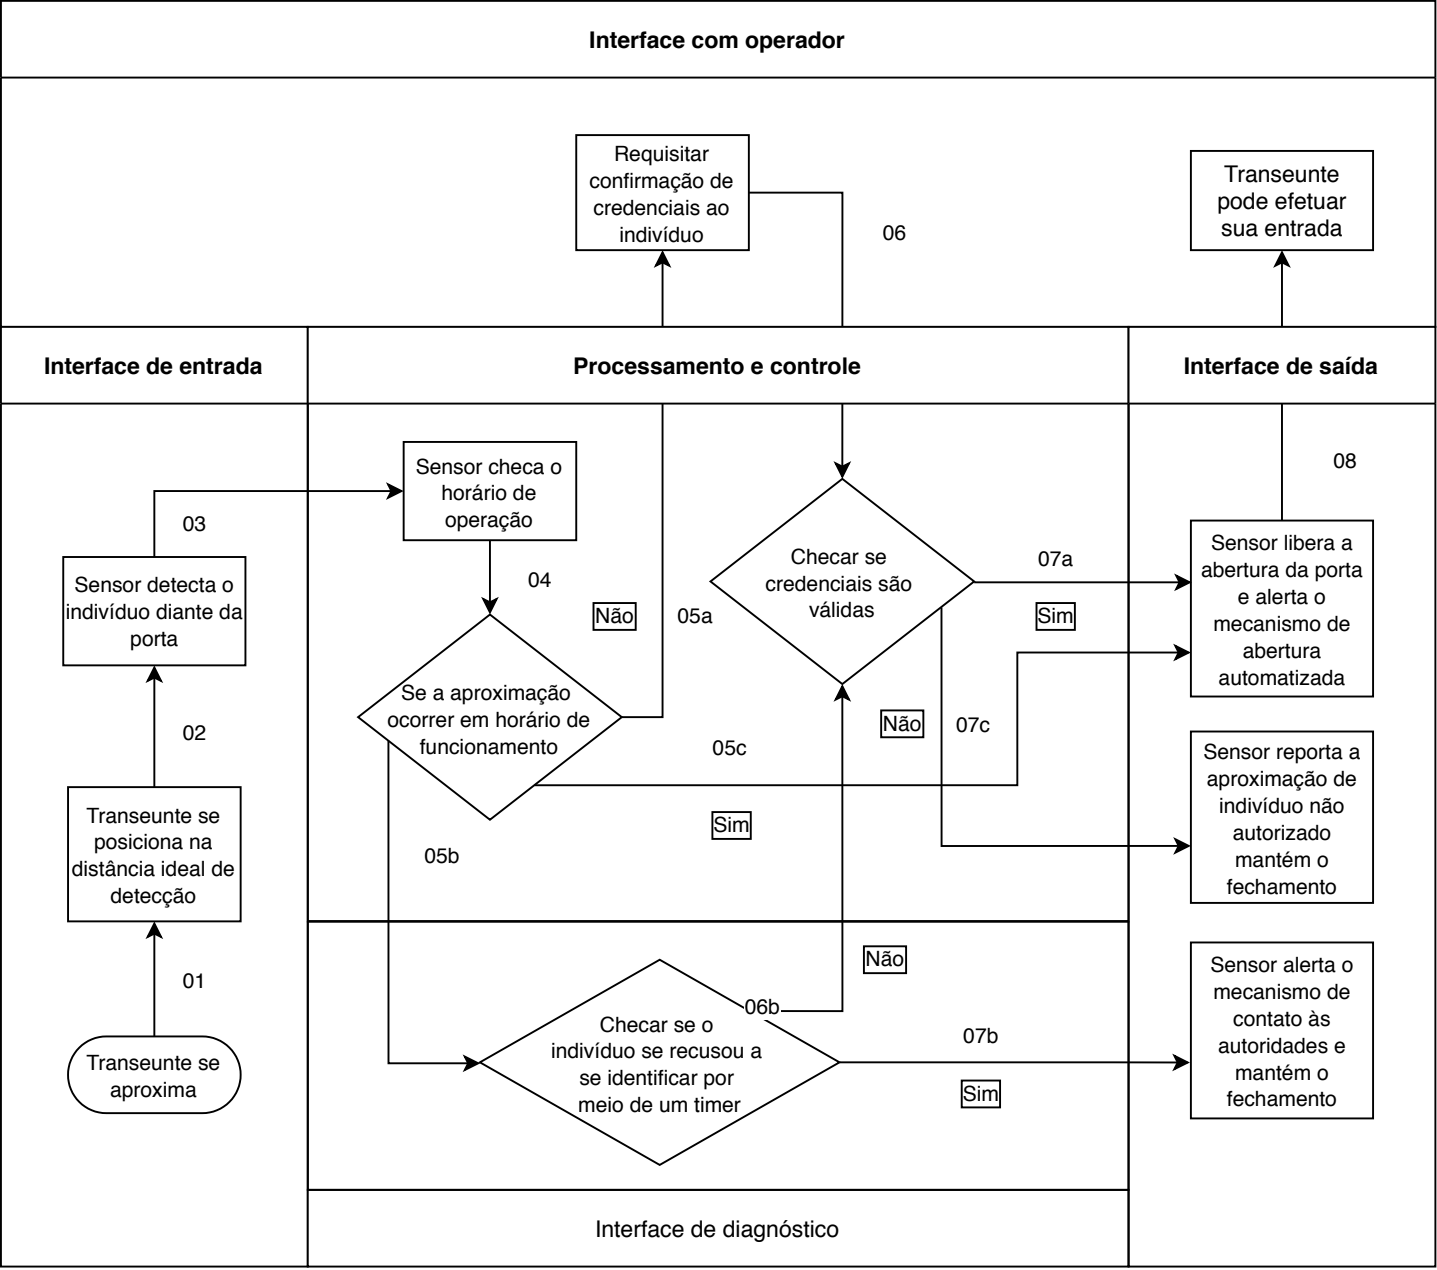 Interface com operador
Requisitar
confirmação de
credenciais ao
indivíduo
06
Transeunte
pode efetuar
sua entrada
Interface de entrada
Processamento e controle
Interface de saída
Sensor checa o
horário de
operação
03
04
Sensor detecta o
indivíduo diante da
porta
02
Transeunte se
posiciona na
distância ideal de
detecção
01
Transeunte se
aproxima
Não
05a
Se a aproximação
ocorrer em horário de
funcionamento
05b
05c
Sim
Checar se
credenciais são
válidas
07a
Sim
Não
07c
08
Sensor libera a
abertura da porta
e alerta o
mecanismo de
abertura
automatizada
Sensor reporta a
aproximação de
indivíduo não
autorizado
mantém o
fechamento
Não
06b
Checar se o
indivíduo se recusou a
se identificar por
meio de um timer
07b
Sim
Sensor alerta o
mecanismo de
contato às
autoridades e
mantém o
fechamento
Interface de diagnóstico